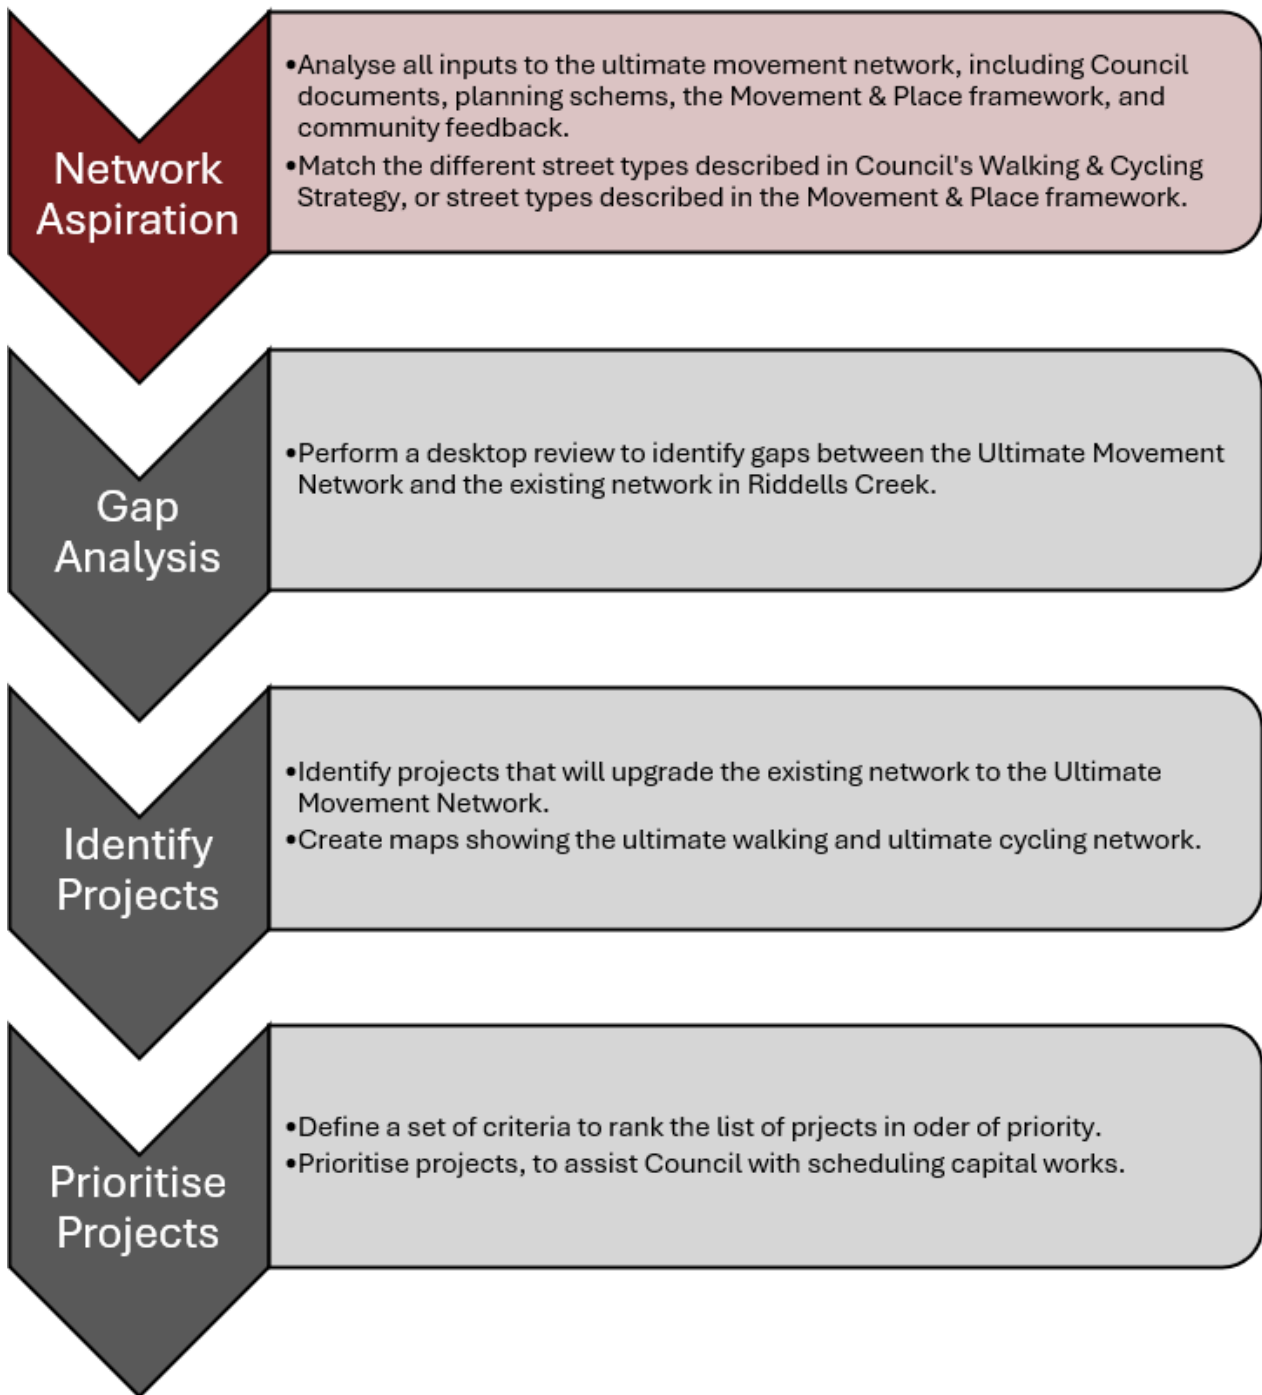 Network
Aspiration
•Analyse all inputs to the ultimate movement network, including Council
documents, planning schems, the Movement & Place framework, and
community feedback.
•Match the different street types described in Council's Walking & Cycling
Strategy, or street types described in the Movement & Place framework.
Gap
Analysis
•Perform a desktop review to identify gaps between the Ultimate Movement
Network and the existing network in Riddells Creek.
Identify
Projects
•Identify projects that will upgrade the existing network to the Ultimate
Movement Network.
•Create maps showing the ultimate walking and ultimate cycling network.
Prioritise
Projects
•Define a set of criteria to rank the list of prjects in oder of priority.
•Prioritise projects, to assist Council with scheduling capital works.